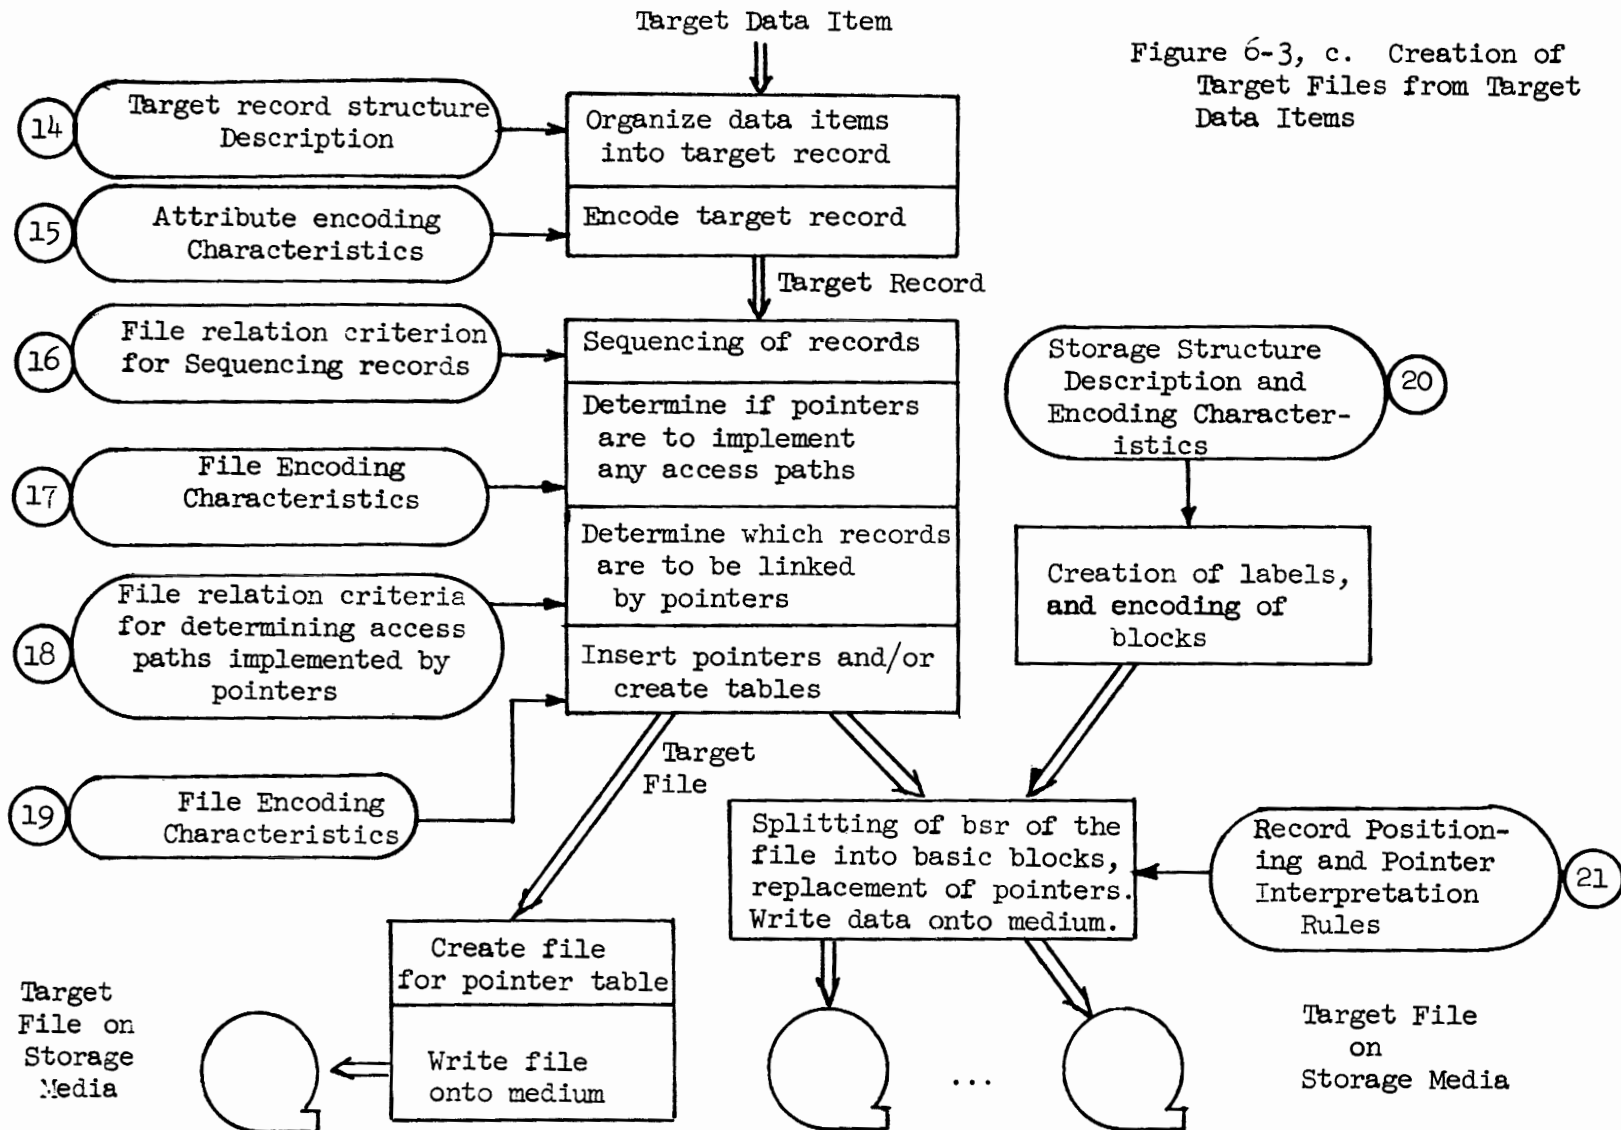 Target Data Item
Figure 6-3, c. Creation of
Target Files from Target
Data Items
14
Target record structure
Description
Organize data items
into target record
15
Attribute encoding
Characteristics
Encode target record
Target Record
16
File relation criterion
for Sequencing records
Sequencing of records
Determine if pointers
are to implement
any access paths
17
File Encoding
Characteristics
Determine which records
are to be linked
by pointers
18
File relation criteria
for determining access
paths implemented by
pointers
Insert pointers and/or
create tables
19
File Encoding
Characteristics
Storage Structure
Description and
Encoding Character-
istics
20
Creation of labels,
and encoding of
blocks
Target
File
Splitting of bsr of the
file into basic blocks,
replacement of pointers.
Write data onto medium.
Record Position-
ing and Pointer
Interpretation
Rules
21
Create file
for pointer table
Write file
onto medium
Target
File on
Storage
Media
...
Target File
on
Storage Media